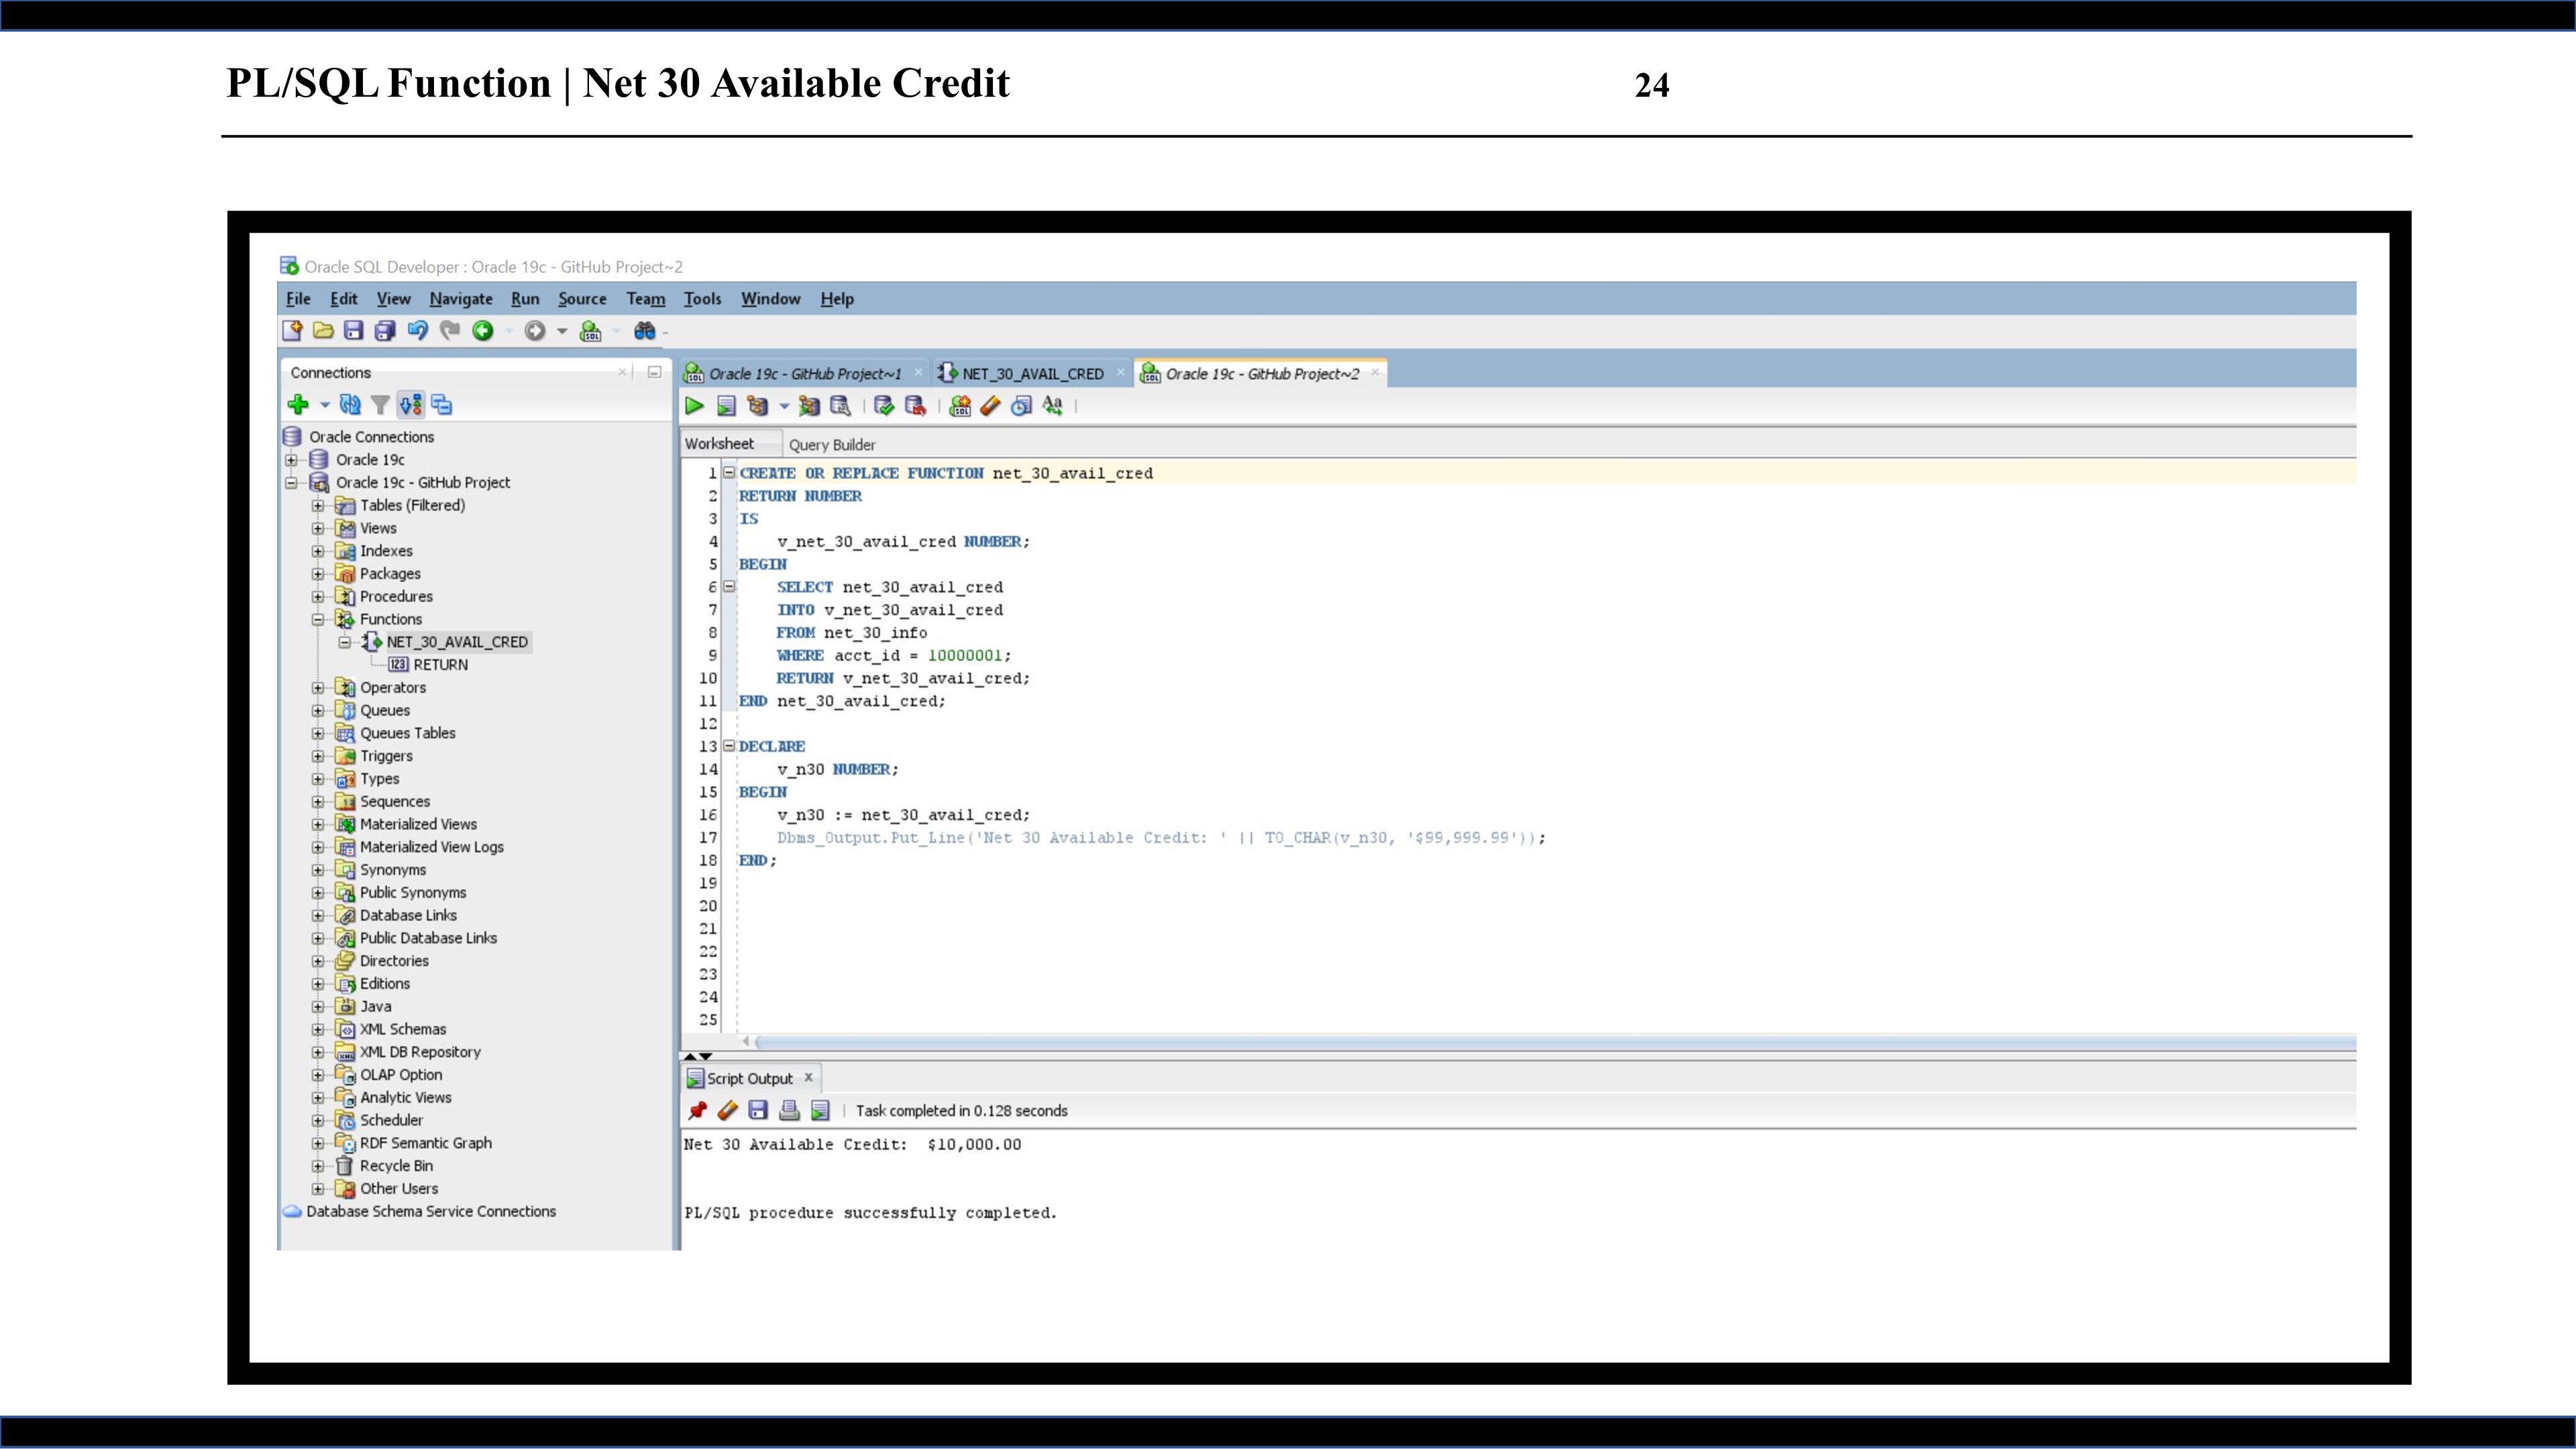 PL/SQL Function | Net 30 Available Credit
24
Oracle SQL Developer : Oracle 19c - GitHub Project~2
File Edit View Navigate Run Source Team Tools Window Help
Connections
Oracle Connections
Oracle 19c
Oracle 19c - GitHub Project
Tables (Filtered)
Views
Indexes
Packages
Procedures
Functions
NET_30_AVAIL_CRED
123 RETURN
Operators
Queues
Queues Tables
Triggers
Types
Sequences
Materialized Views
Materialized View Logs
Synonyms
Public Synonyms
Database Links
Public Database Links
Directories
Editions
Java
XML Schemas
XML DB Repository
OLAP Option
Analytic Views
Scheduler
RDF Semantic Graph
Recycle Bin
Other Users
Database Schema Service Connections
Oracle 19c - GitHub Project~1 NET_30_AVAIL_CRED Oracle 19c - GitHub Project~2
Worksheet Query Builder
1 CREATE OR REPLACE FUNCTION net_30_avail_cred
2 RETURN NUMBER
3 IS
4 v_net_30_avail_cred NUMBER;
5 BEGIN
6 SELECT net_30_avail_cred
7 INTO v_net_30_avail_cred
8 FROM net_30_info
9 WHERE acct_id = 10000001;
10 RETURN v_net_30_avail_cred;
11 END net_30_avail_cred;
12
13 DECLARE
14 v_n30 NUMBER;
15 BEGIN
16 v_n30 := net_30_avail_cred;
17 Dbms_Output.Put_Line('Net 30 Available Credit: ' || TO_CHAR(v_n30, '$99,999.99'));
18 END;
19
20
21
22
23
24
25
Script Output
Task completed in 0.128 seconds
Net 30 Available Credit:  $10,000.00
PL/SQL procedure successfully completed.